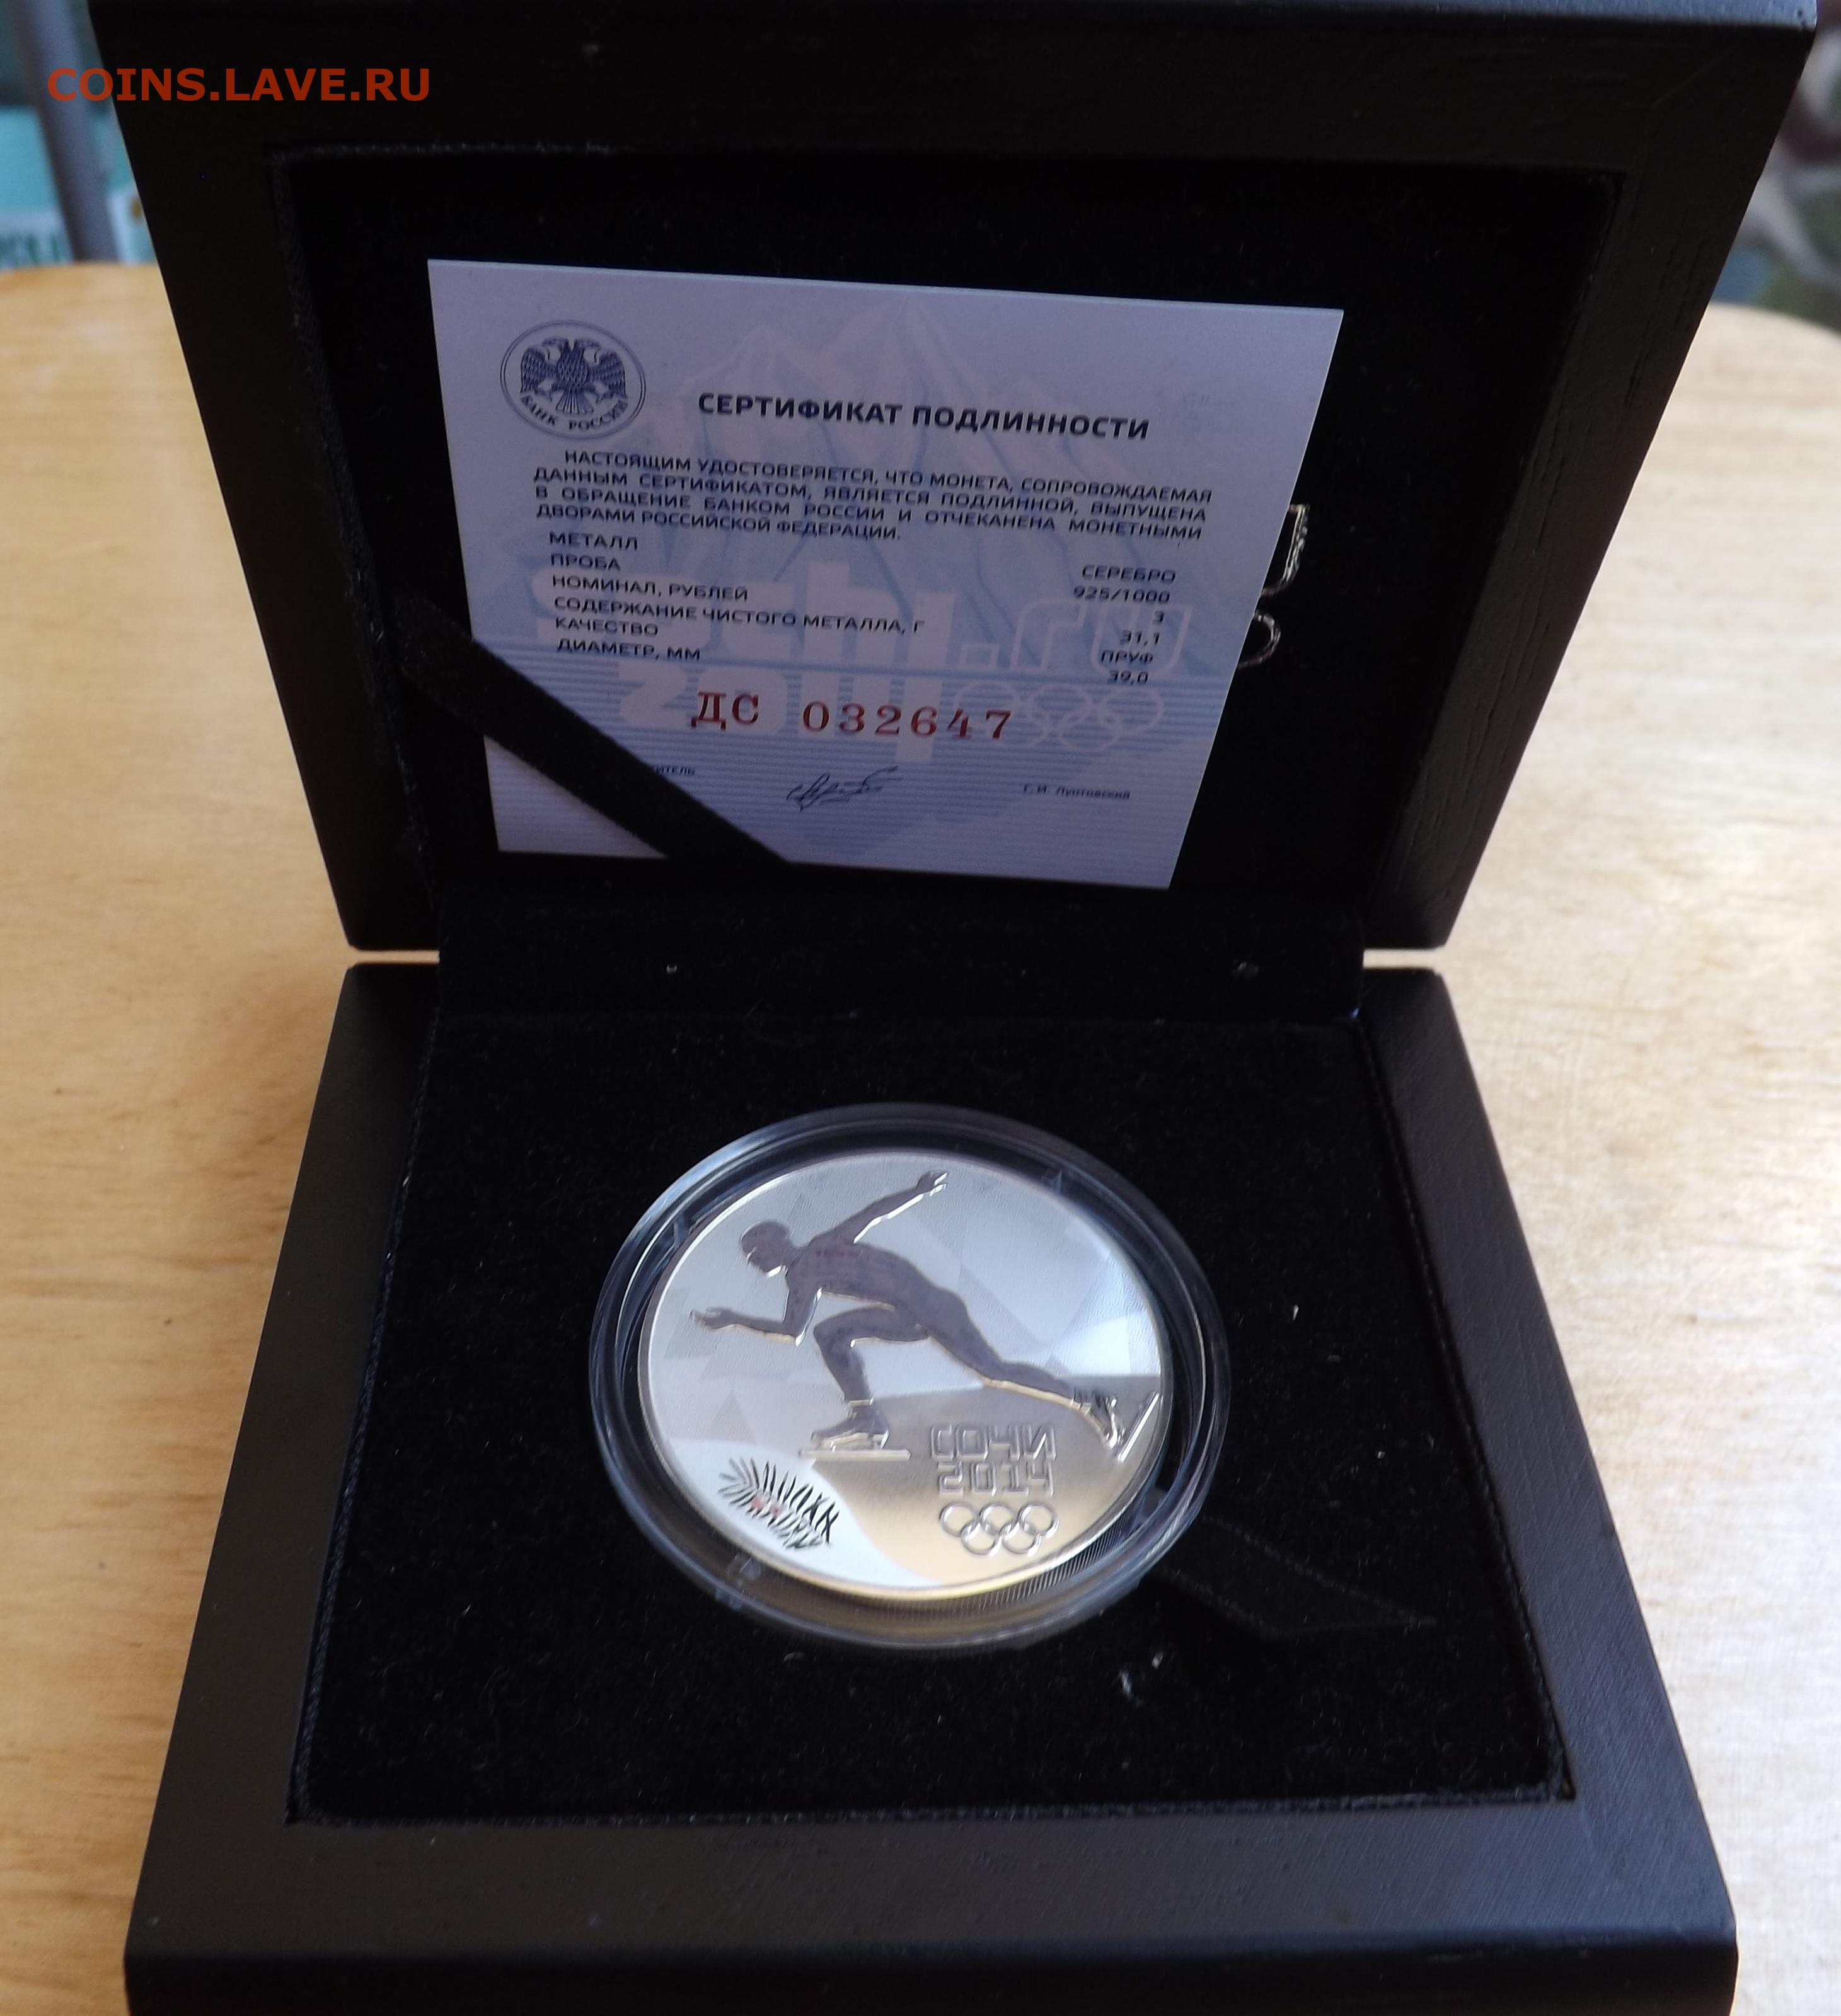 COINS.LAVE.RU
БАНК РОССИИ
СЕРТИФИКАТ ПОДЛИННОСТИ
НАСТОЯЩИМ УДОСТОВЕРЯЕТСЯ, ЧТО МОНЕТА, СОПРОВОЖДАЕМАЯ
ДАННЫМ СЕРТИФИКАТОМ, ЯВЛЯЕТСЯ ПОДЛИННОЙ, ВЫПУЩЕНА
В ОБРАЩЕНИЕ БАНКОМ РОССИИ И ОТЧЕКАНЕНА МОНЕТНЫМИ
ДВОРАМИ РОССИЙСКОЙ ФЕДЕРАЦИИ.
МЕТАЛЛ СЕРЕБРО
ПРОБА 925/1000
НОМИНАЛ, РУБЛЕЙ 3
СОДЕРЖАНИЕ ЧИСТОГО МЕТАЛЛА, Г 31,1
КАЧЕСТВО ПРУФ
ДИАМЕТР, ММ 39,0
sochi.ru
2014
ДС 032647
Г. И. Лунтовский
СОЧИ
2014